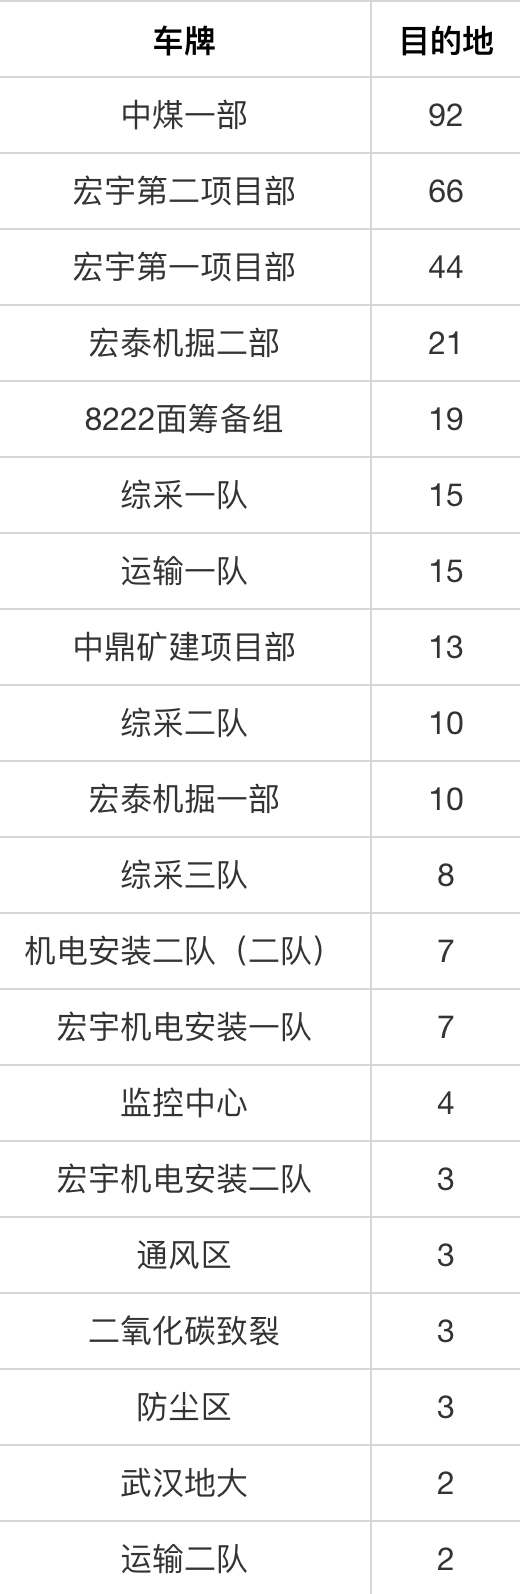 车牌 目的地
中煤一部 92
宏宇第二项目部 66
宏宇第一项目部 44
宏泰机掘二部 21
8222面筹备组 19
综采一队 15
运输一队 15
中鼎矿建项目部 13
综采二队 10
宏泰机掘一部 10
综采三队 8
机电安装二队（二队） 7
宏宇机电安装一队 7
监控中心 4
宏宇机电安装二队 3
通风区 3
二氧化碳致裂 3
防尘区 3
武汉地大 2
运输二队 2